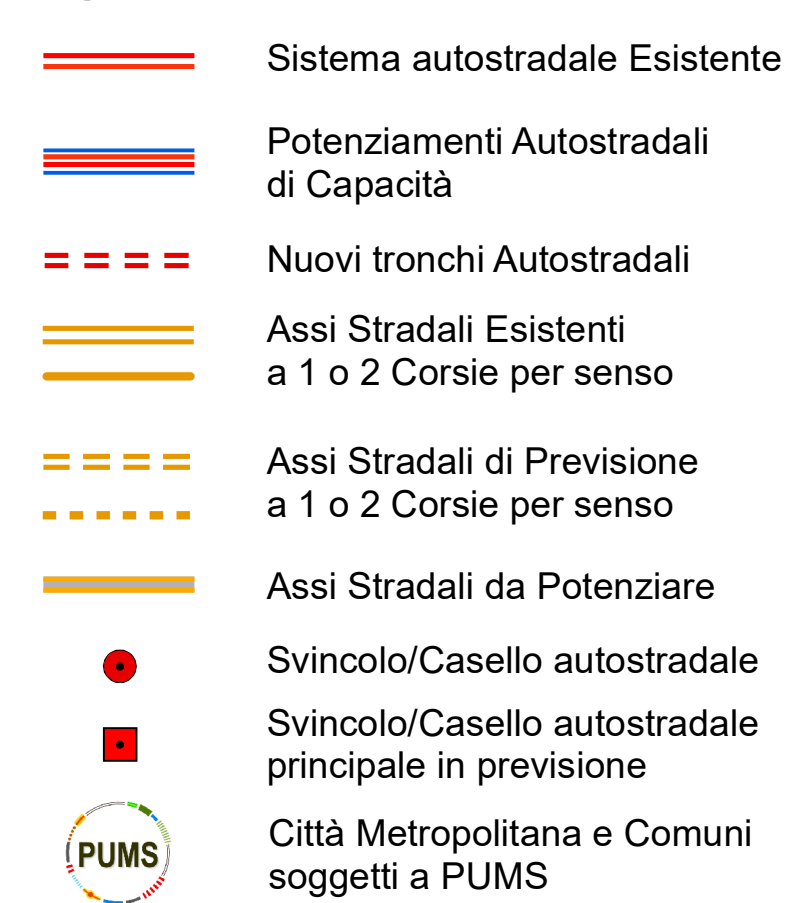 Sistema autostradale Esistente
Potenziamenti Autostradali
di Capacità
Nuovi tronchi Autostradali
Assi Stradali Esistenti
a 1 o 2 Corsie per senso
Assi Stradali di Previsione
a 1 o 2 Corsie per senso
Assi Stradali da Potenziare
Svincolo/Casello autostradale
Svincolo/Casello autostradale
principale in previsione
PUMS
Città Metropolitana e Comuni
soggetti a PUMS